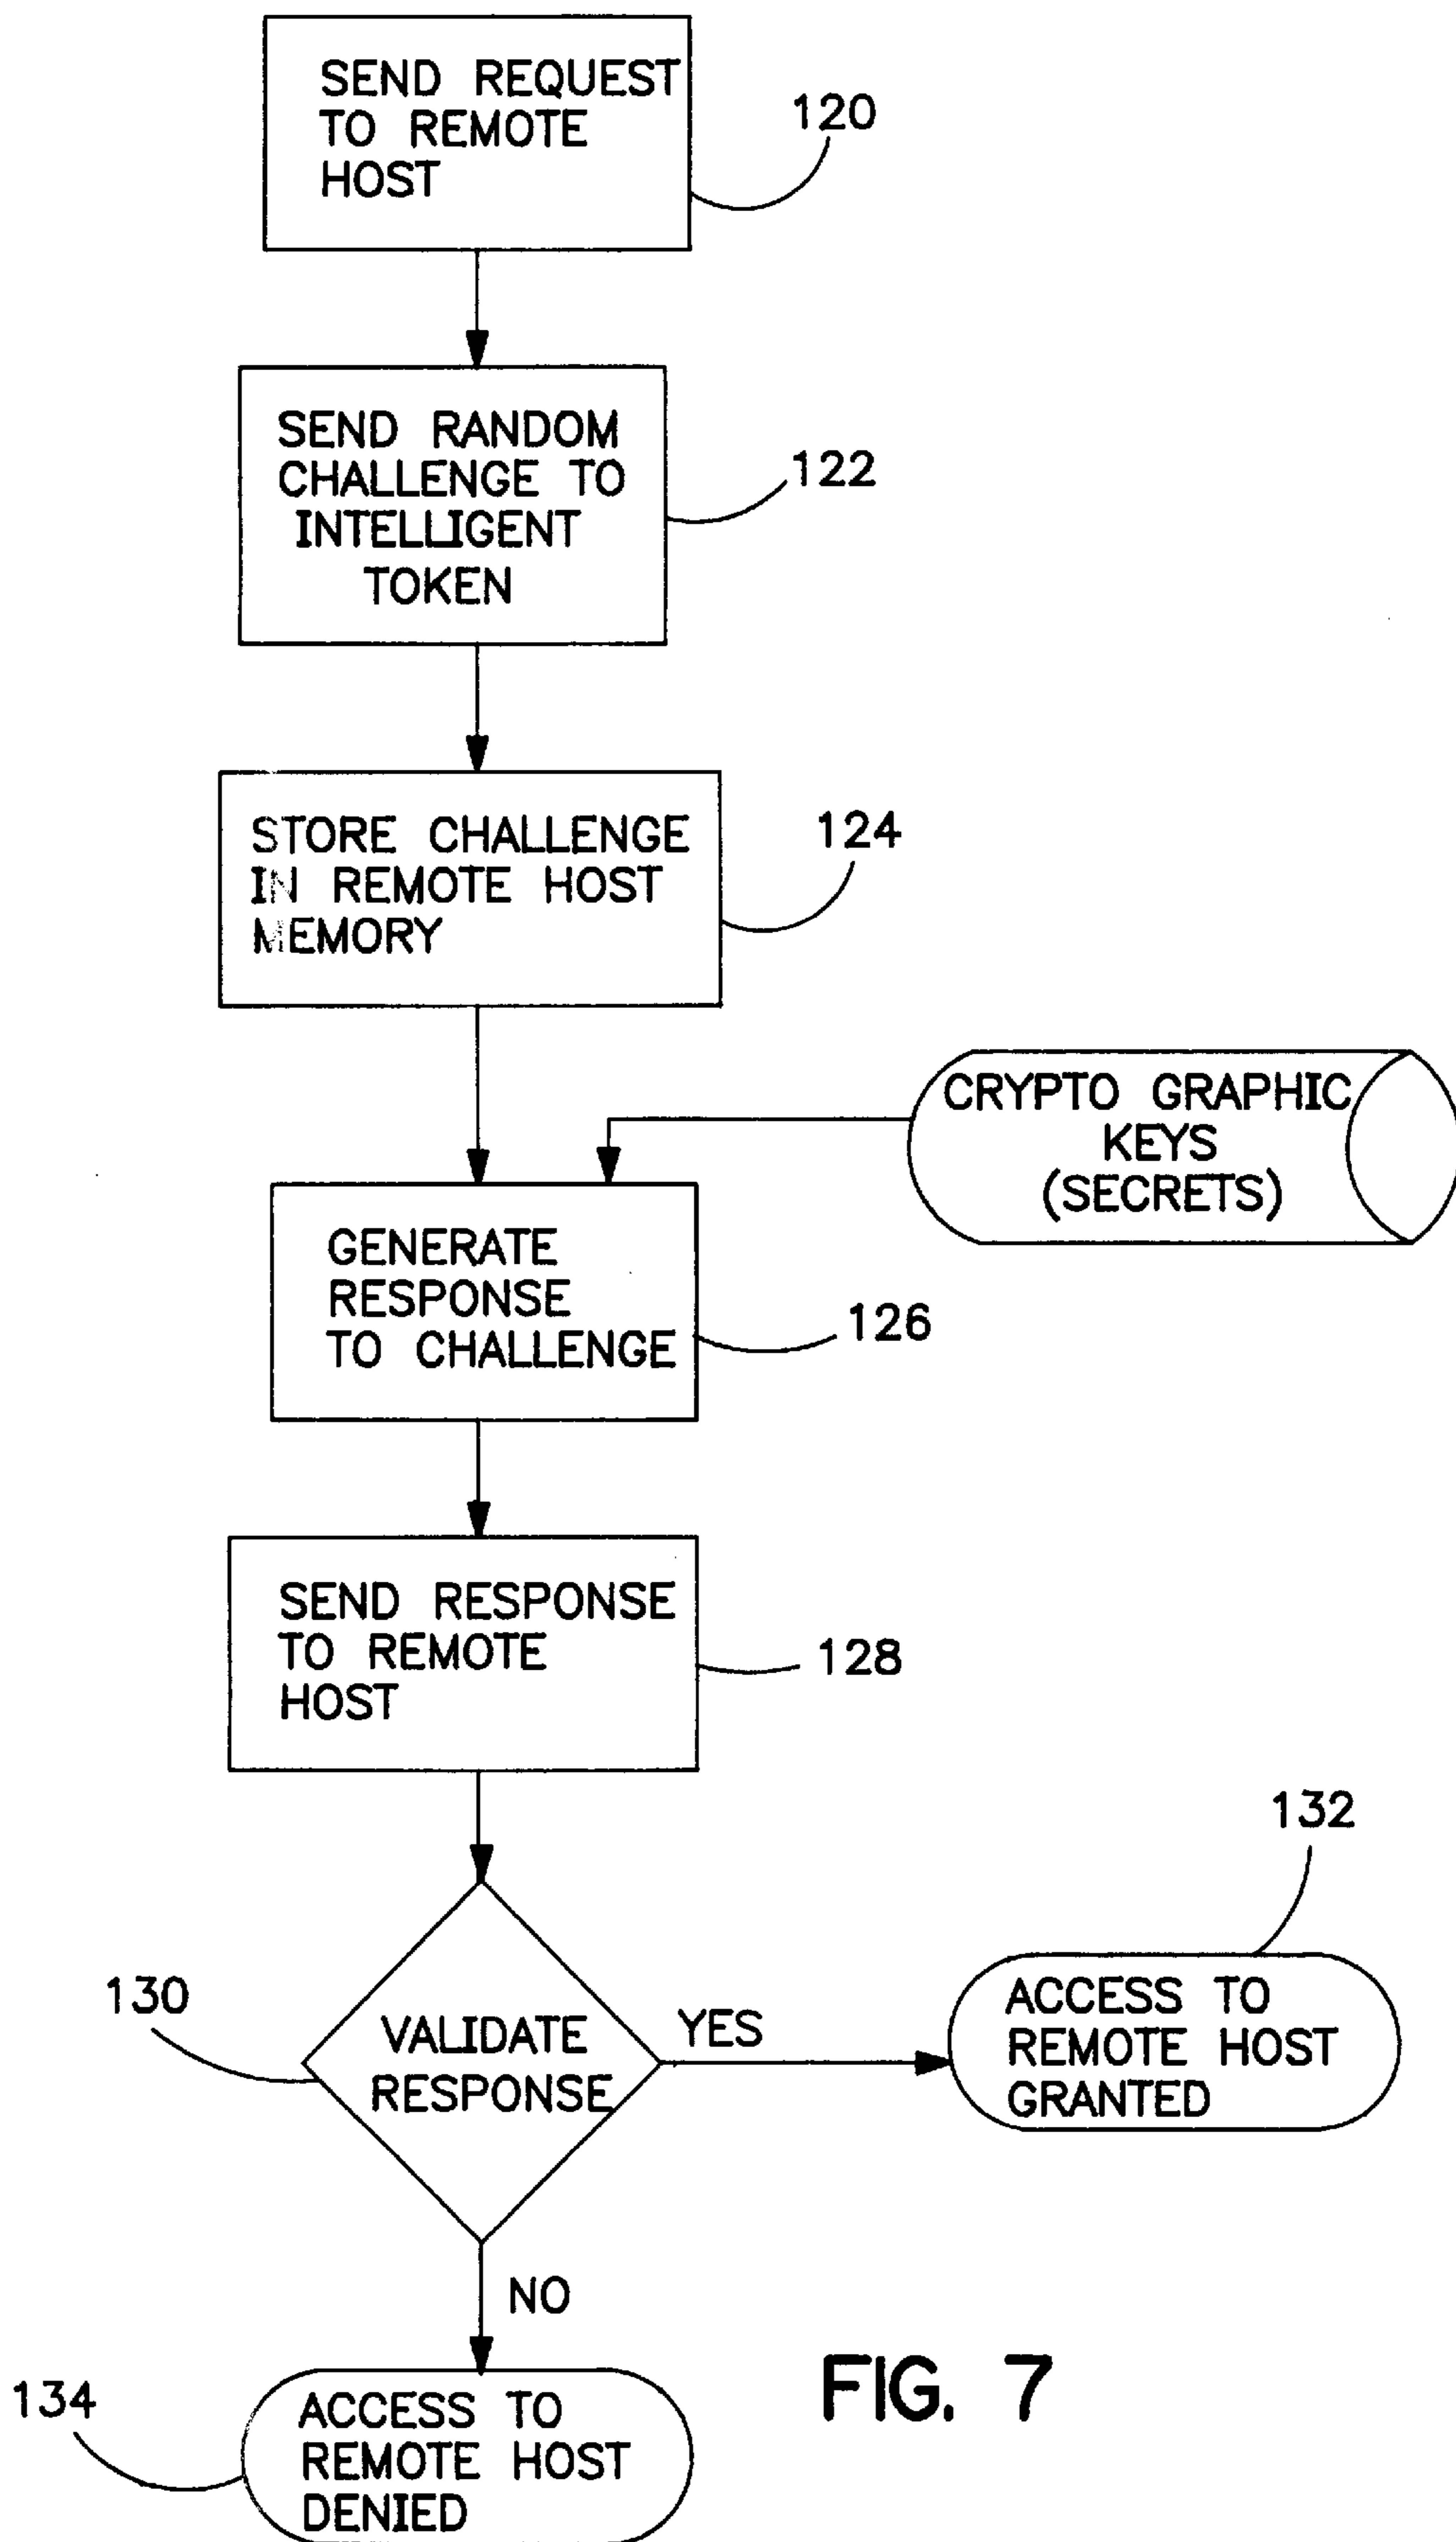 SEND REQUEST
TO REMOTE
HOST
120
SEND RANDOM
CHALLENGE TO
INTELLIGENT
TOKEN
122
STORE CHALLENGE
IN REMOTE HOST
MEMORY
124
CRYPTO GRAPHIC
KEYS
(SECRETS)
GENERATE
RESPONSE
TO CHALLENGE
126
SEND RESPONSE
TO REMOTE
HOST
128
132
130
VALIDATE
RESPONSE
YES
ACCESS TO
REMOTE HOST
GRANTED
NO
134
ACCESS TO
REMOTE HOST
DENIED
FIG. 7